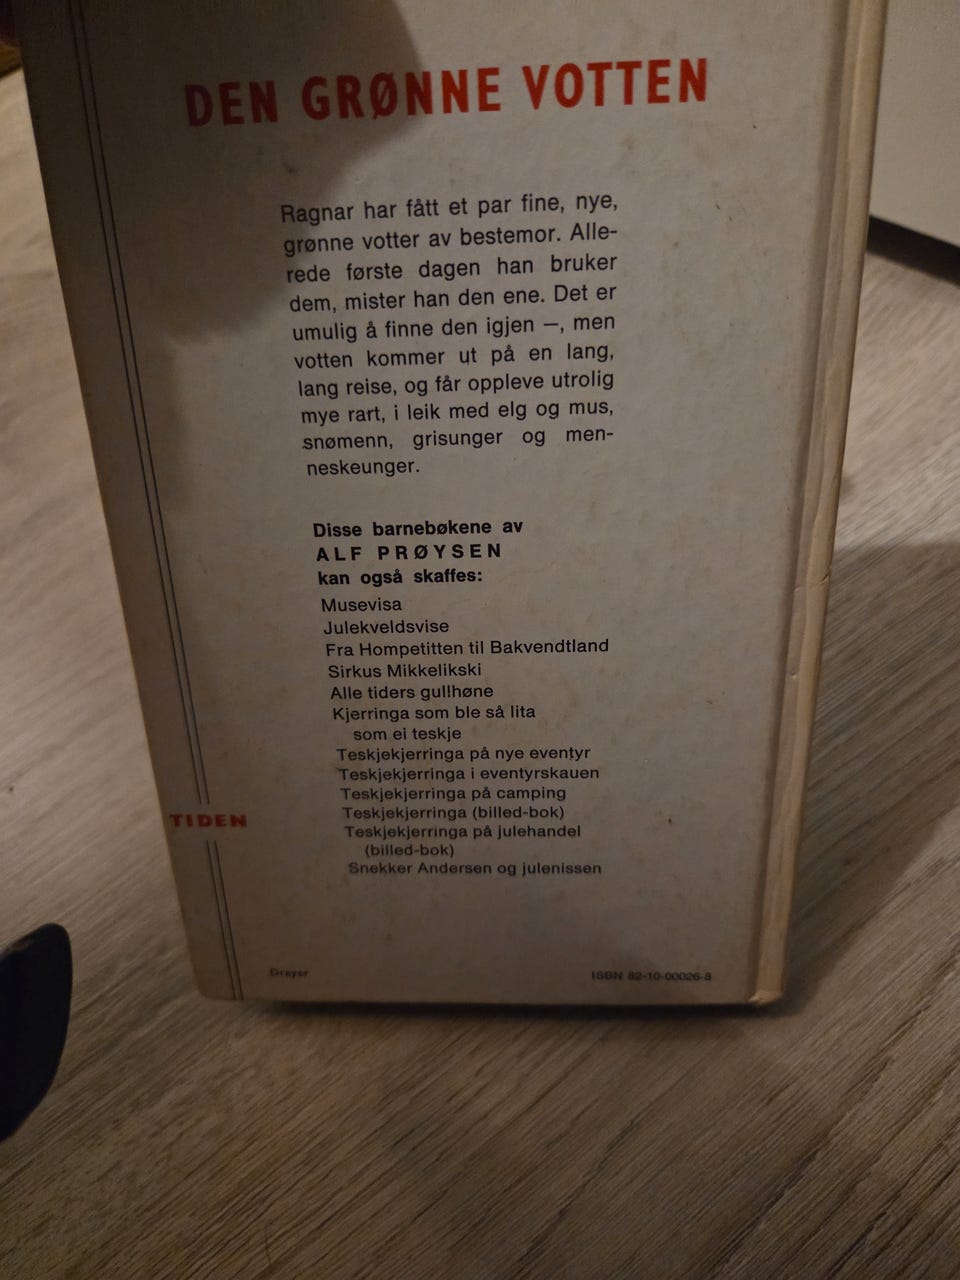 DEN GRØNNE VOTTEN
Ragnar har fått et par fine, nye,
grønne votter av bestemor. Alle-
rede første dagen han bruker
dem, mister han den ene. Det er
umulig å finne den igjen —, men
votten kommer ut på en lang,
lang reise, og får oppleve utrolig
mye rart, i leik med elg og mus,
snømenn, grisunger og men-
neskeunger.
Disse barnebøkene av
ALF PRØYSEN
kan også skaffes:
Musevisa
Julekveldsvise
Fra Hompetitten til Bakvendtland
Sirkus Mikkelikski
Alle tiders gullhøne
Kjerringa som ble så lita
som ei teskje
Teskjekjerringa på nye eventyr
Teskjekjerringa i eventyrskauen
Teskjekjerringa på camping
Teskjekjerringa (billed-bok)
Teskjekjerringa på julehandel
(billed-bok)
Snekker Andersen og julenissen
TIDEN
Dreyer
ISBN 82-10-00026-8